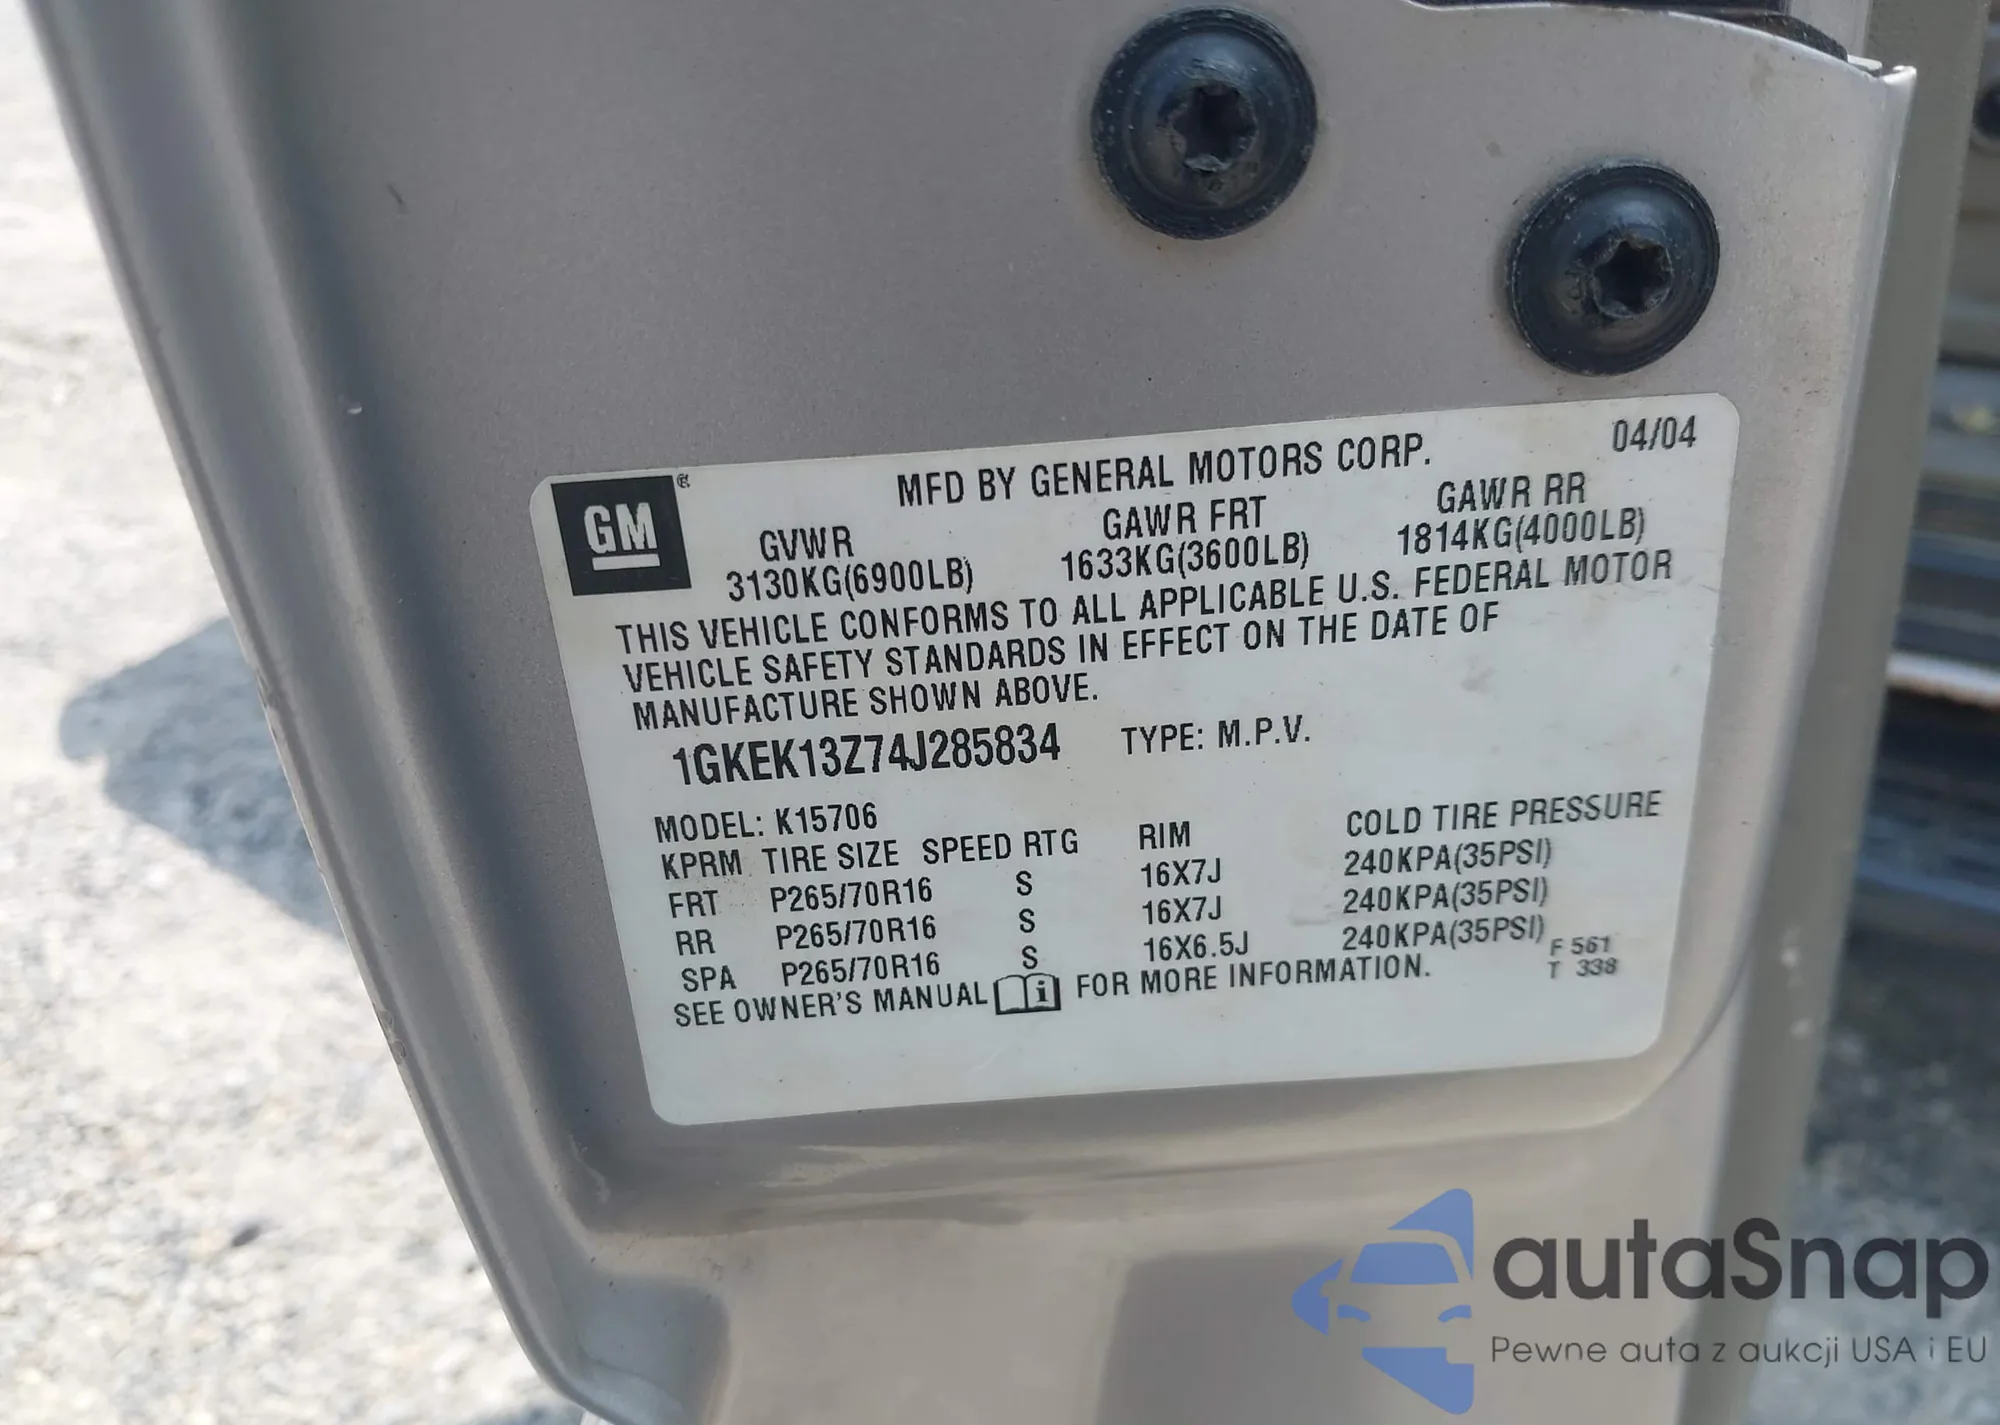 GM ® MFD BY GENERAL MOTORS CORP. 04/04
GVWR GAWR FRT GAWR RR
3130KG(6900LB) 1633KG(3600LB) 1814KG(4000LB)
THIS VEHICLE CONFORMS TO ALL APPLICABLE U.S. FEDERAL MOTOR
VEHICLE SAFETY STANDARDS IN EFFECT ON THE DATE OF
MANUFACTURE SHOWN ABOVE.
1GKEK13Z74J285834 TYPE: M.P.V.
MODEL: K15706
KPRM TIRE SIZE SPEED RTG RIM COLD TIRE PRESSURE
FRT P265/70R16 S 16X7J 240KPA(35PSI)
RR P265/70R16 S 16X7J 240KPA(35PSI)
SPA P265/70R16 S 16X6.5J 240KPA(35PSI)
SEE OWNER'S MANUAL i FOR MORE INFORMATION.
F 561
T 338
autaSnap
Pewne auta z aukcji USA i EU